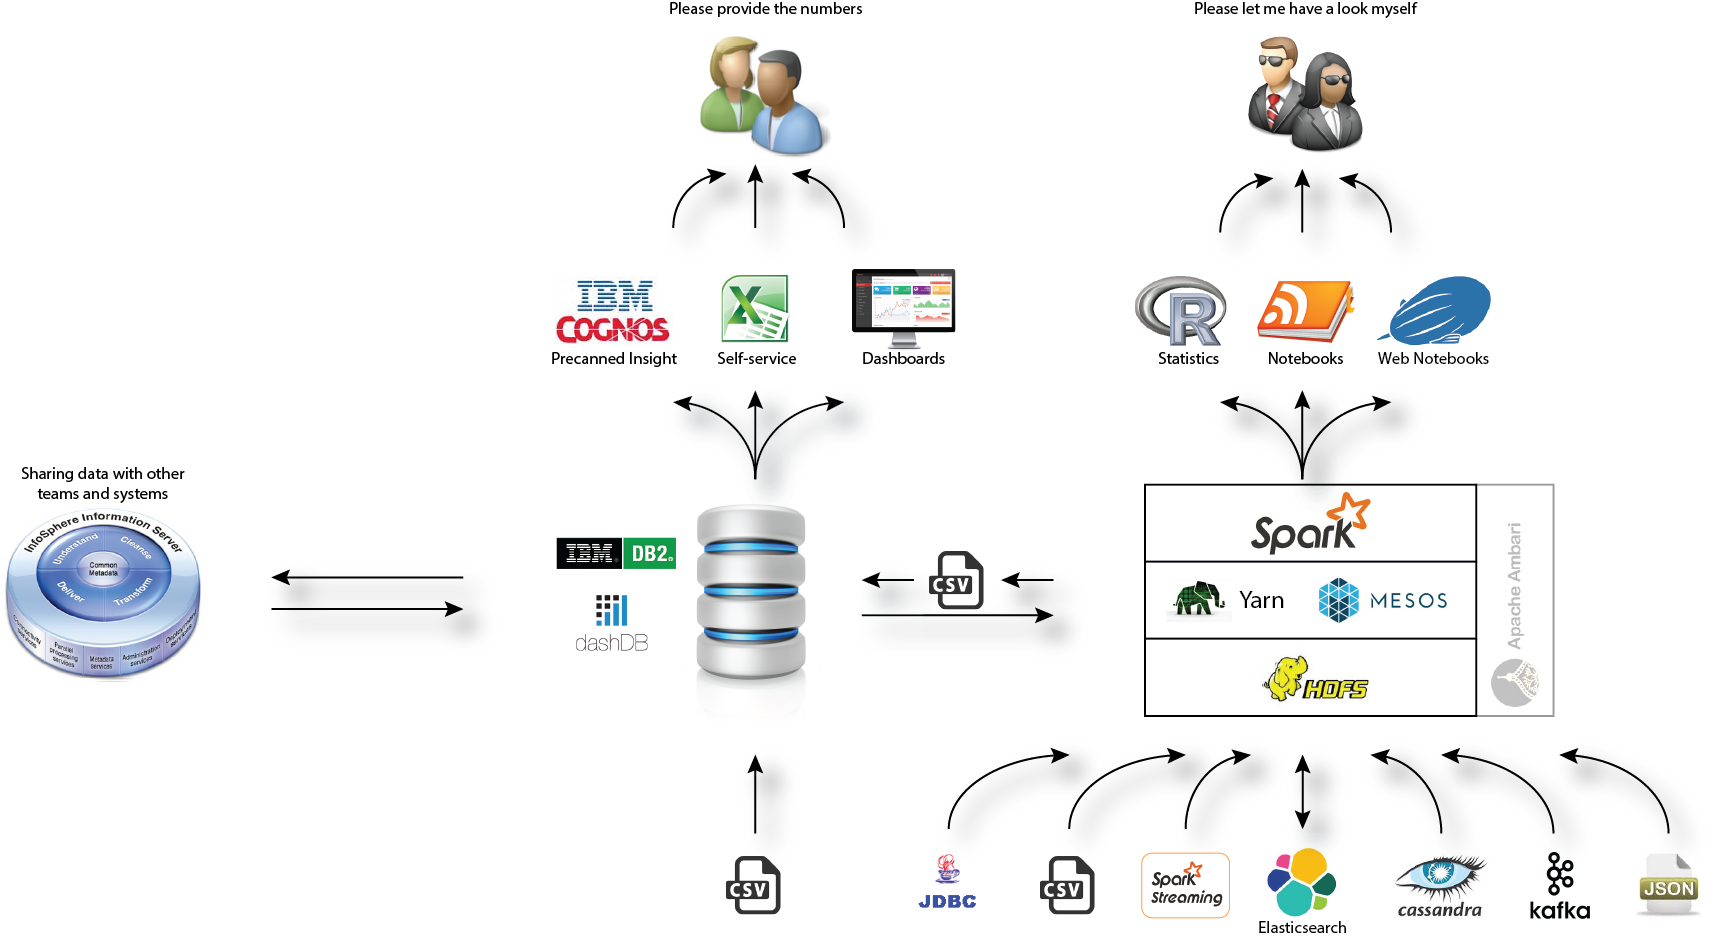 Please provide the numbers
Please let me have a look myself
IBM
COGNOS
Precanned Insight
Self-service
Dashboards
R
Statistics
Notebooks
Web Notebooks
Sharing data with other
teams and systems
InfoSphere Information Server
Understand
Cleanse
Common
Metadata
Deliver
Transform
Connectivity
services
Parallel
processing
services
Metadata
services
Administration
services
IBM DB2
dashDB
CSV
Spark
Yarn
MESOS
HDFS
Apache Ambari
CSV
JDBC
CSV
Spark
Streaming
Elasticsearch
cassandra
kafka
JSON